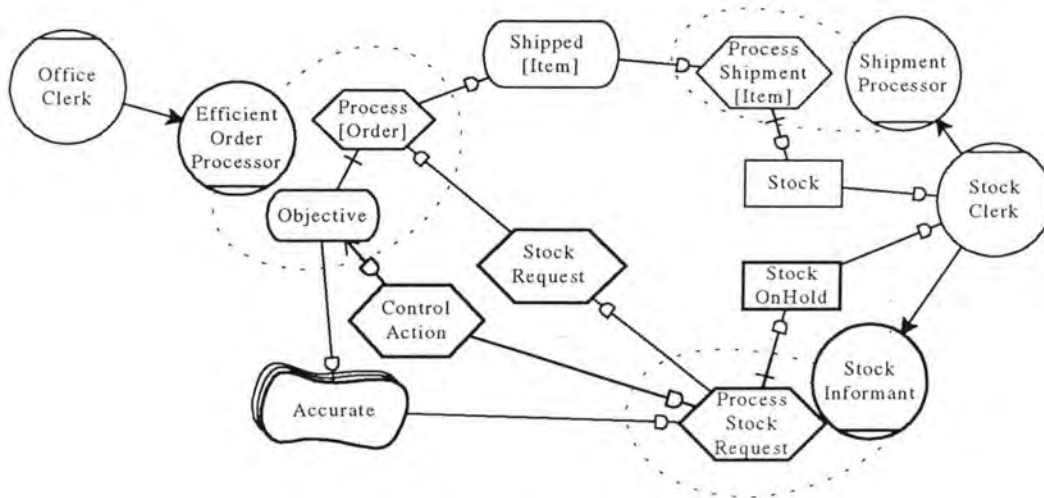 Office
Clerk
Efficient
Order
Processor
Process
[Order]
Shipped
[Item]
Process
Shipment
[Item]
Shipment
Processor
Stock
Stock
Clerk
Objective
Stock
Request
Stock
OnHold
Control
Action
Accurate
Process
Stock
Request
Stock
Informant